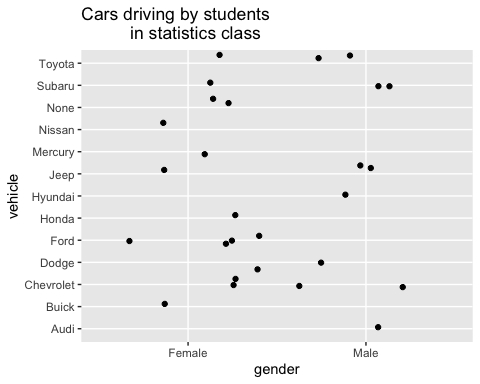 Cars driving by students
in statistics class
Toyota
Subaru
None
Nissan
Mercury
Jeep
Hyundai
Honda
Ford
Dodge
Chevrolet
Buick
Audi
vehicle
Female Male
gender